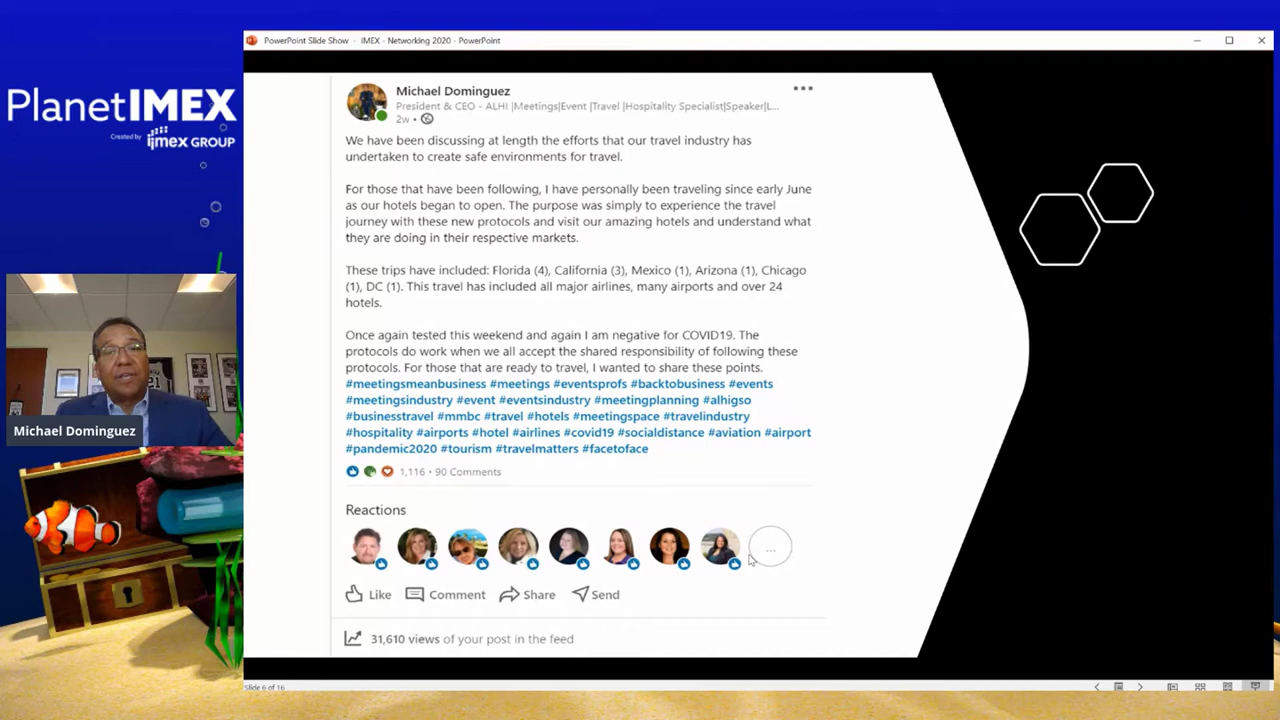 PowerPoint Slide Show - IMEX - Networking 2020 - PowerPoint
PlanetIMEX
Created by
imex GROUP
Michael Dominguez
President & CEO - ALHI |Meetings|Event |Travel |Hospitality Specialist|Speaker|L...
2w •
We have been discussing at length the efforts that our travel industry has
undertaken to create safe environments for travel.
For those that have been following, I have personally been traveling since early June
as our hotels began to open. The purpose was simply to experience the travel
journey with these new protocols and visit our amazing hotels and understand what
they are doing in their respective markets.
These trips have included: Florida (4), California (3), Mexico (1), Arizona (1), Chicago
(1), DC (1). This travel has included all major airlines, many airports and over 24
hotels.
Once again tested this weekend and again I am negative for COVID19. The
protocols do work when we all accept the shared responsibility of following these
protocols. For those that are ready to travel, I wanted to share these points.
#meetingsmeanbusiness #meetings #eventsprofs #backtobusiness #events
#meetingsindustry #event #eventsindustry #meetingplanning #alhigso
#businesstravel #mmbc #travel #hotels #meetingspace #travelindustry
#hospitality #airports #hotel #airlines #covid19 #socialdistance #aviation #airport
#pandemic2020 #tourism #travelmatters #facetoface
1,116 • 90 Comments
Reactions
...
Like Comment Share Send
31,610 views of your post in the feed
21
Michael Dominguez
Slide 6 of 16